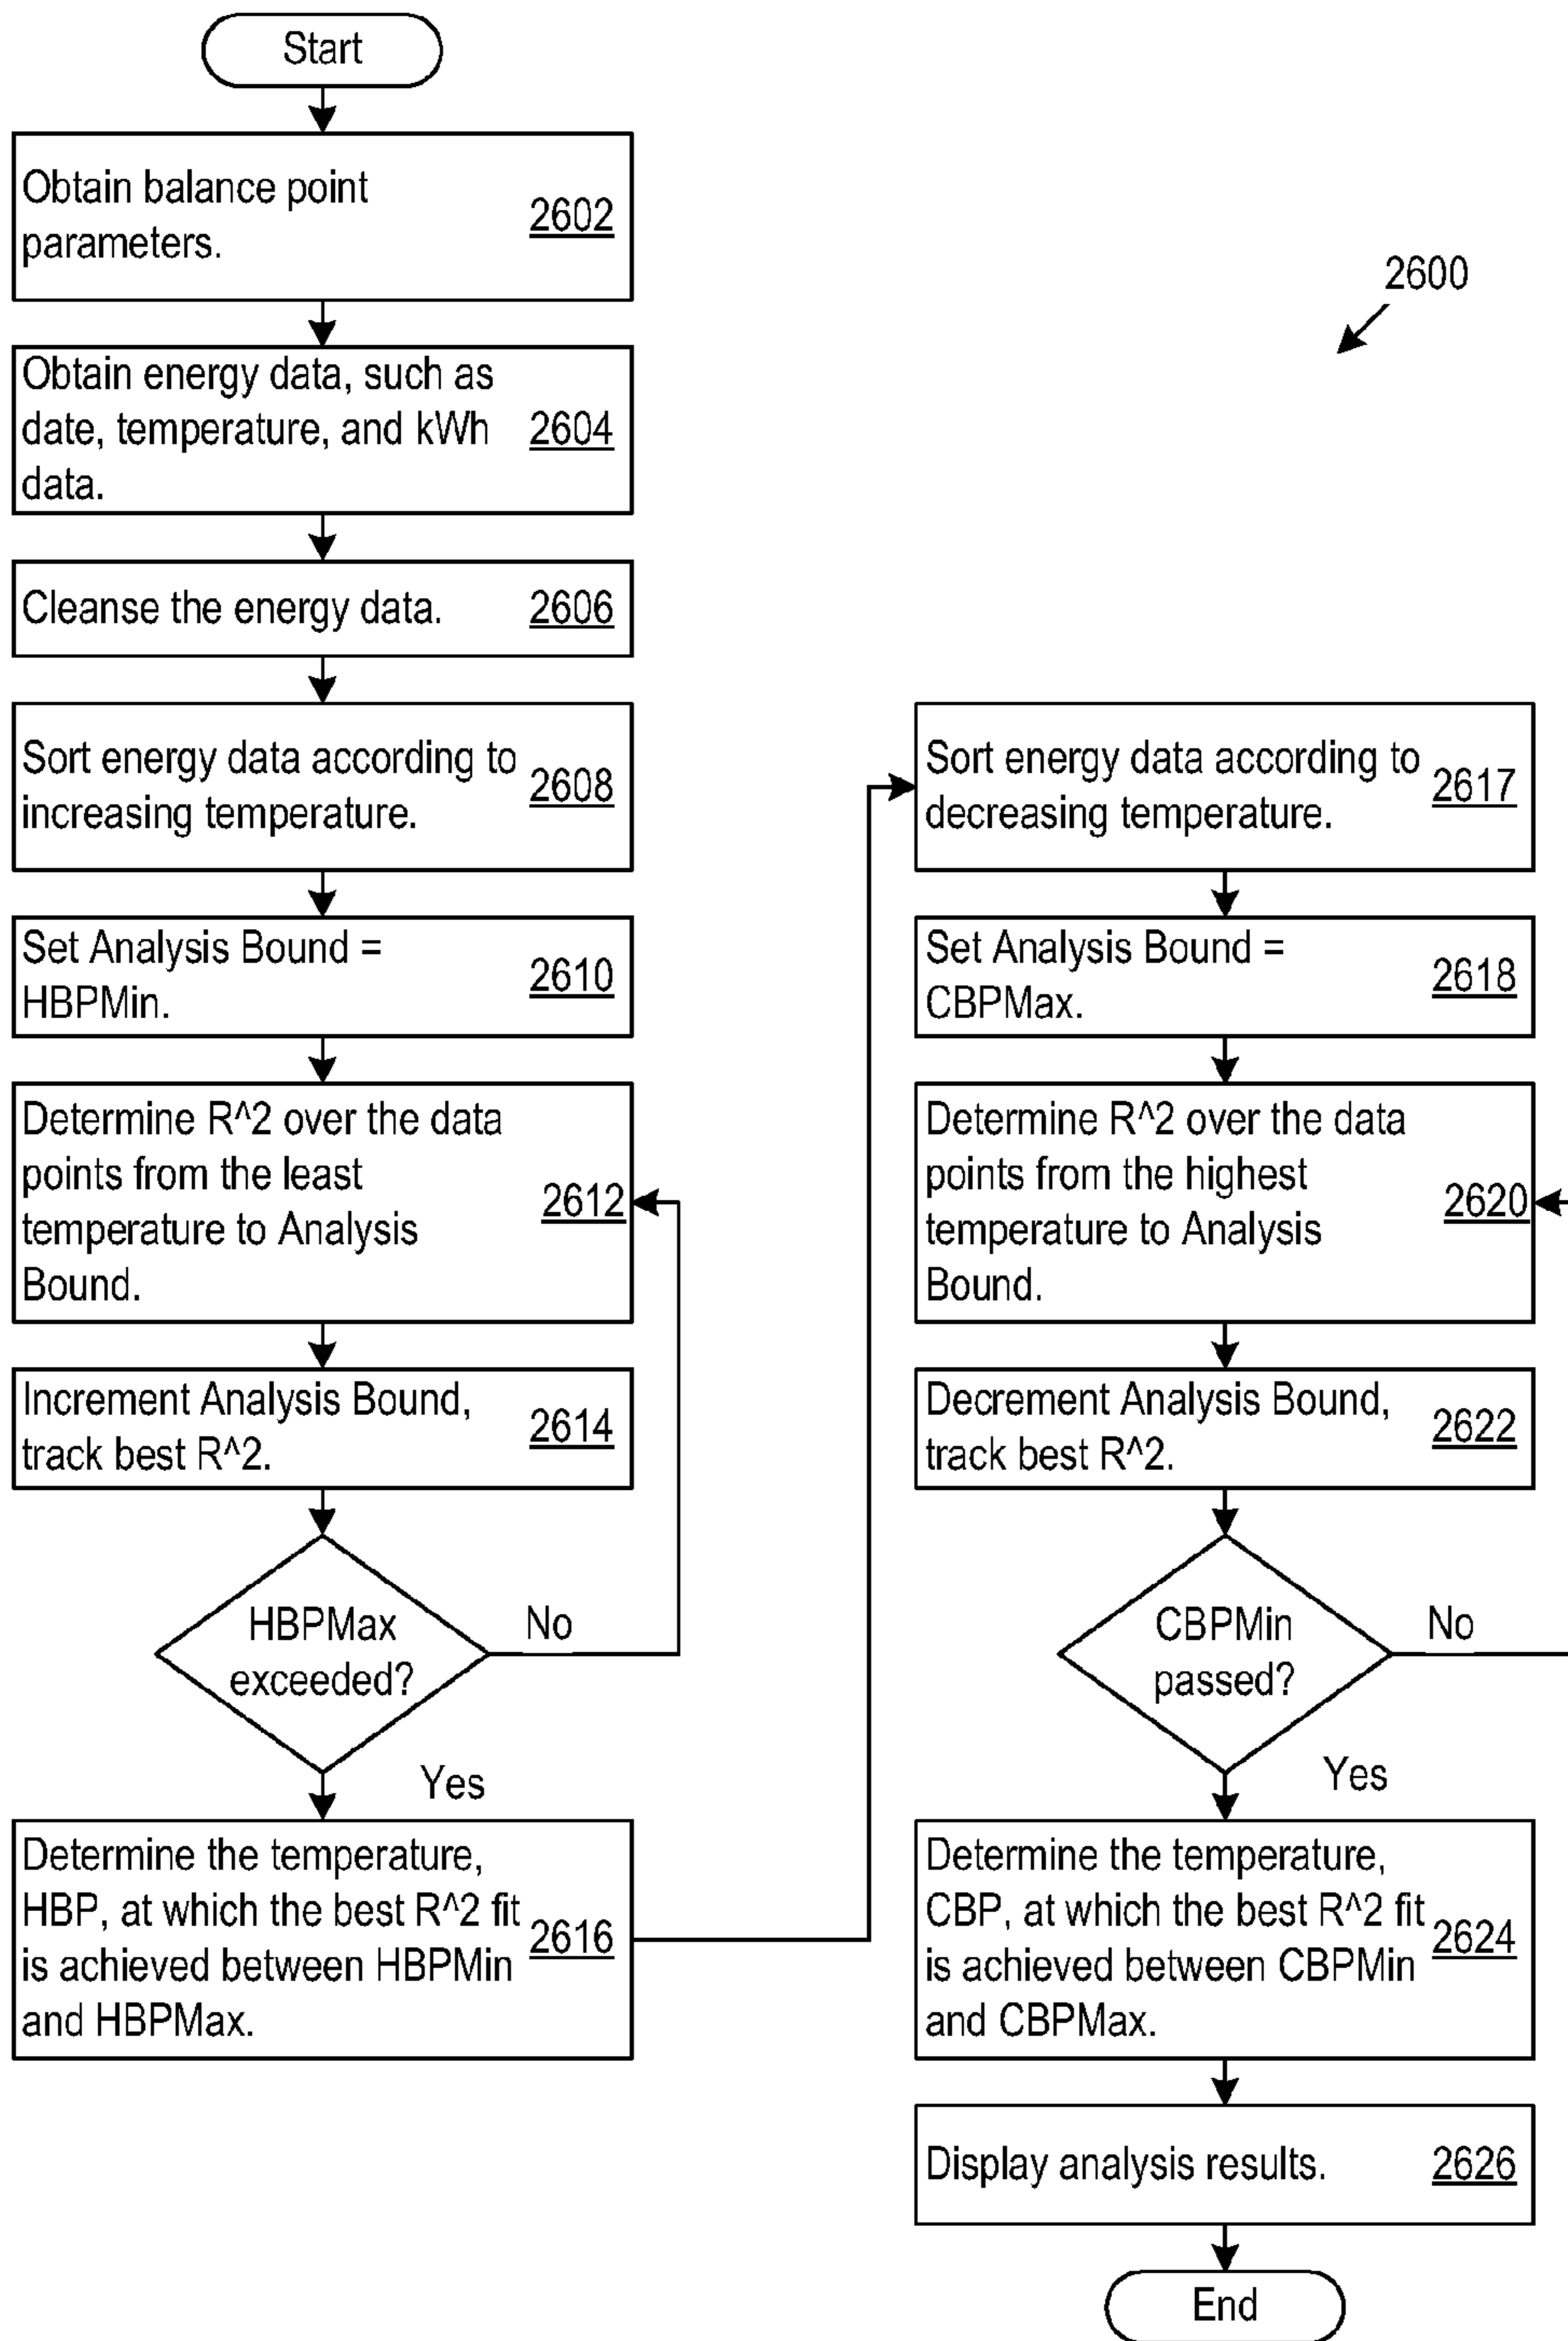 Start
Obtain balance point
parameters.
2602
Obtain energy data, such as
date, temperature, and kWh
data.
2604
Cleanse the energy data.
2606
Sort energy data according to
increasing temperature.
2608
Set Analysis Bound =
HBPMin.
2610
Determine R^2 over the data
points from the least
temperature to Analysis
Bound.
2612
Increment Analysis Bound,
track best R^2.
2614
HBPMax
exceeded?
No
Yes
Determine the temperature,
HBP, at which the best R^2 fit
is achieved between HBPMin
and HBPMax.
2616
2600
Sort energy data according to
decreasing temperature.
2617
Set Analysis Bound =
CBPMax.
2618
Determine R^2 over the data
points from the highest
temperature to Analysis
Bound.
2620
Decrement Analysis Bound,
track best R^2.
2622
CBPMin
passed?
No
Yes
Determine the temperature,
CBP, at which the best R^2 fit
is achieved between CBPMin
and CBPMax.
2624
Display analysis results.
2626
End